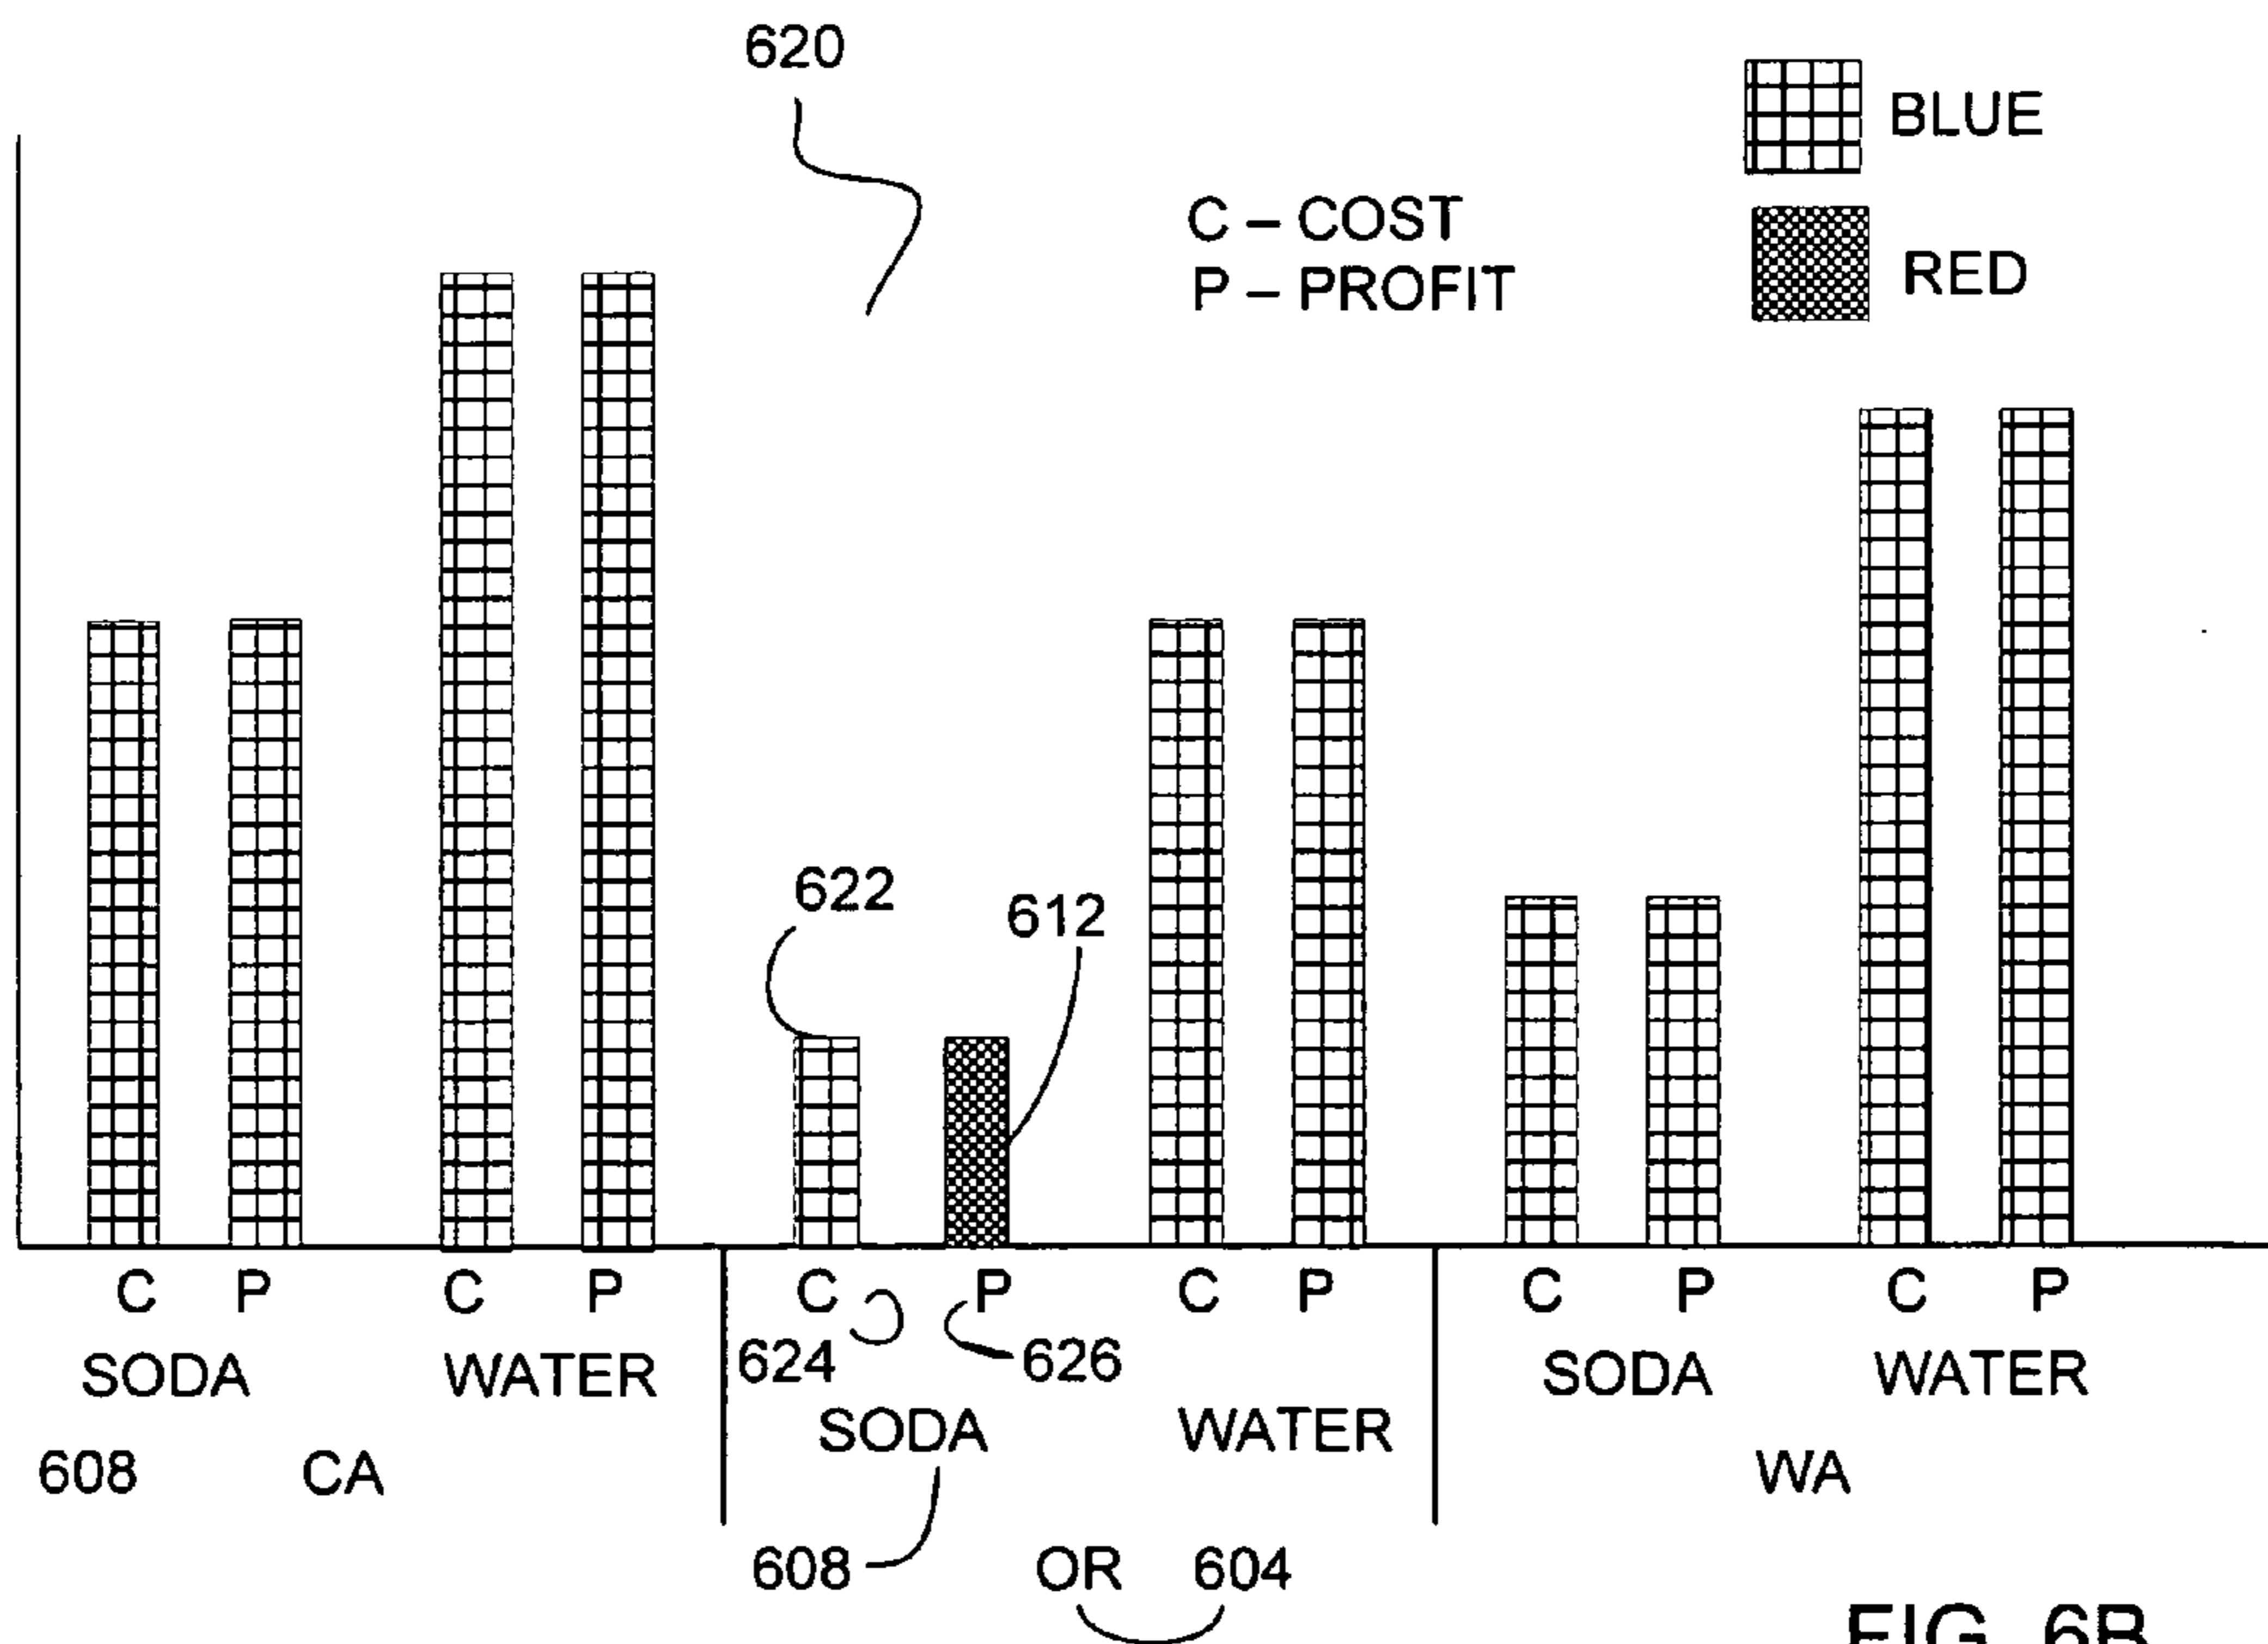 620
BLUE
C – COST
P – PROFIT
RED
622
612
C P C P C P C P C P C P
SODA WATER 624 626 SODA WATER
SODA WATER
608 CA WA
608 OR 604
FIG. 6B